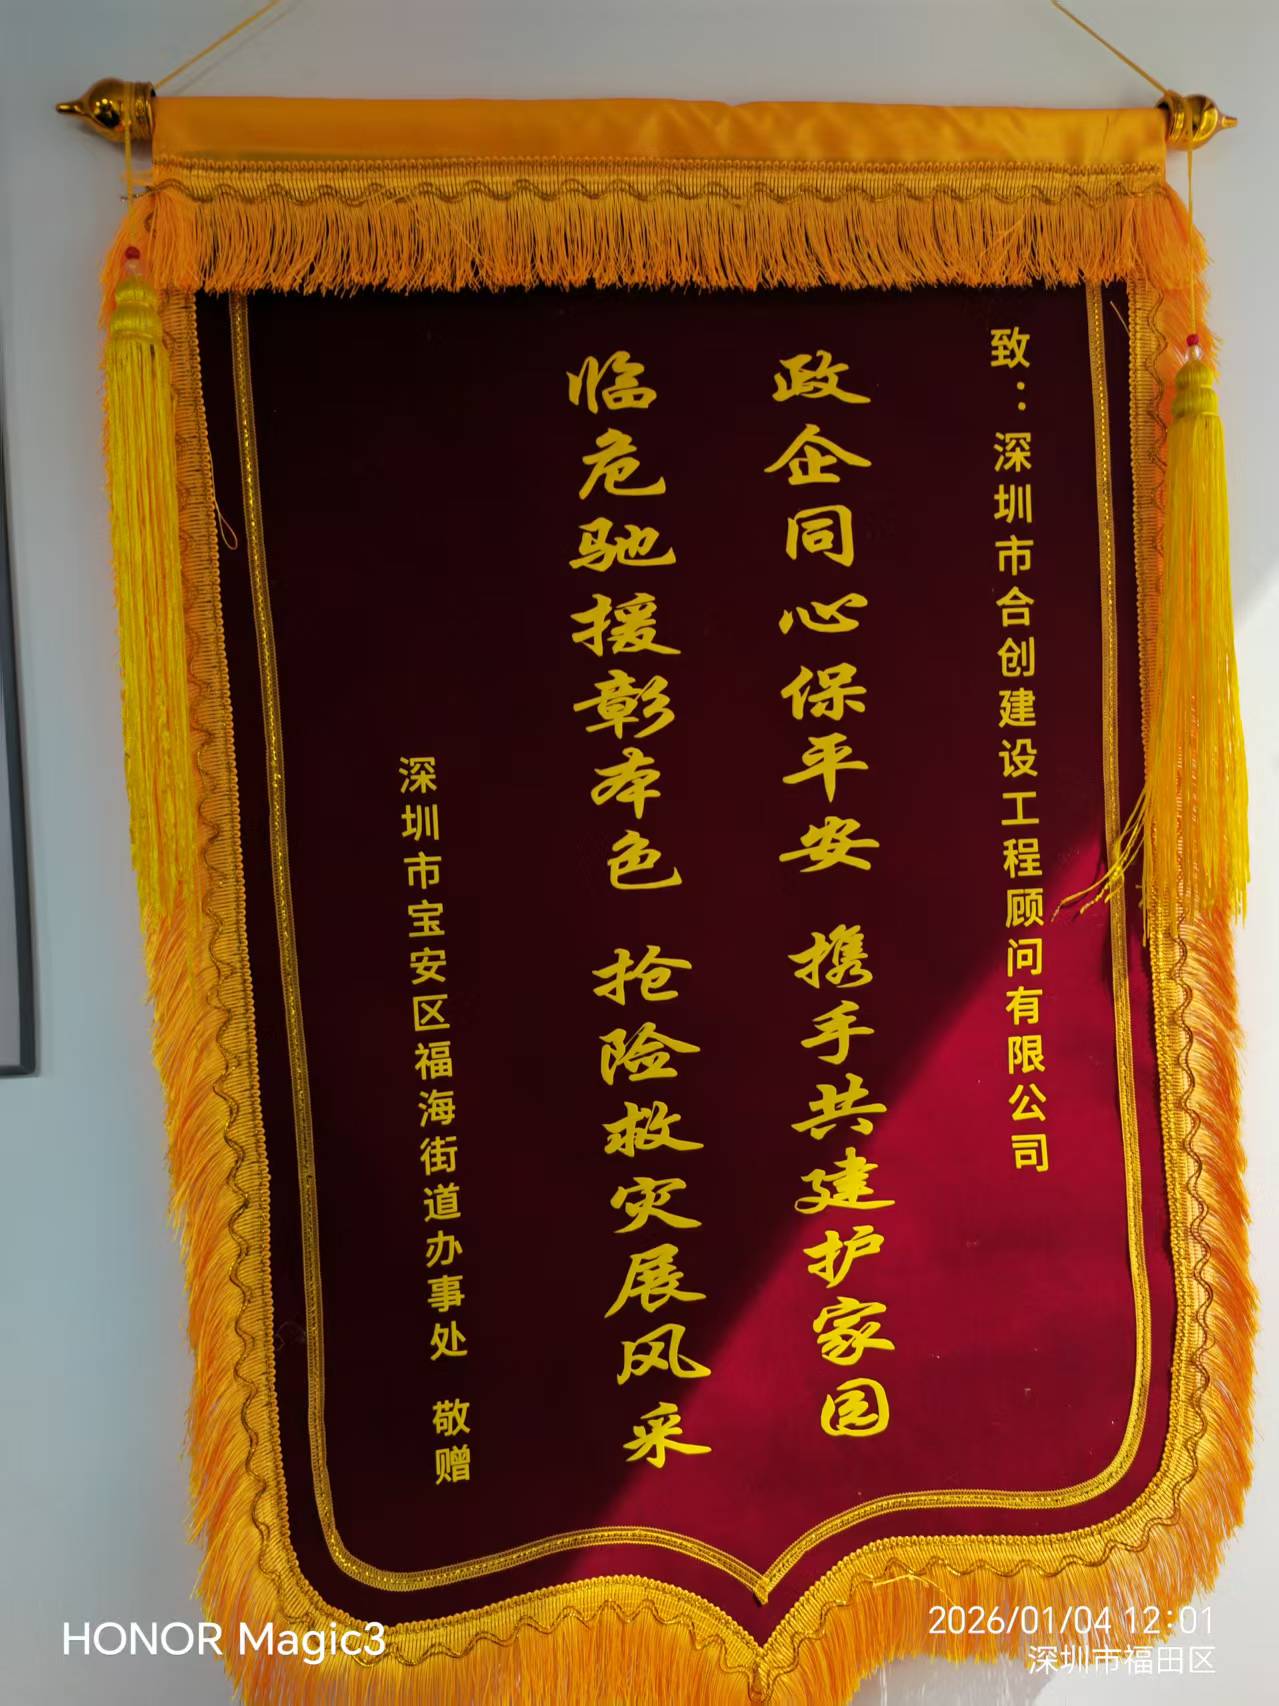 致：深圳市合创建设工程顾问有限公司
政企同心保平安 携手共建护家园
临危驰援彰本色 抢险救灾展风采
深圳市宝安区福海街道办事处 敬赠
HONOR Magic3
2026/01/04 12:01
深圳市福田区